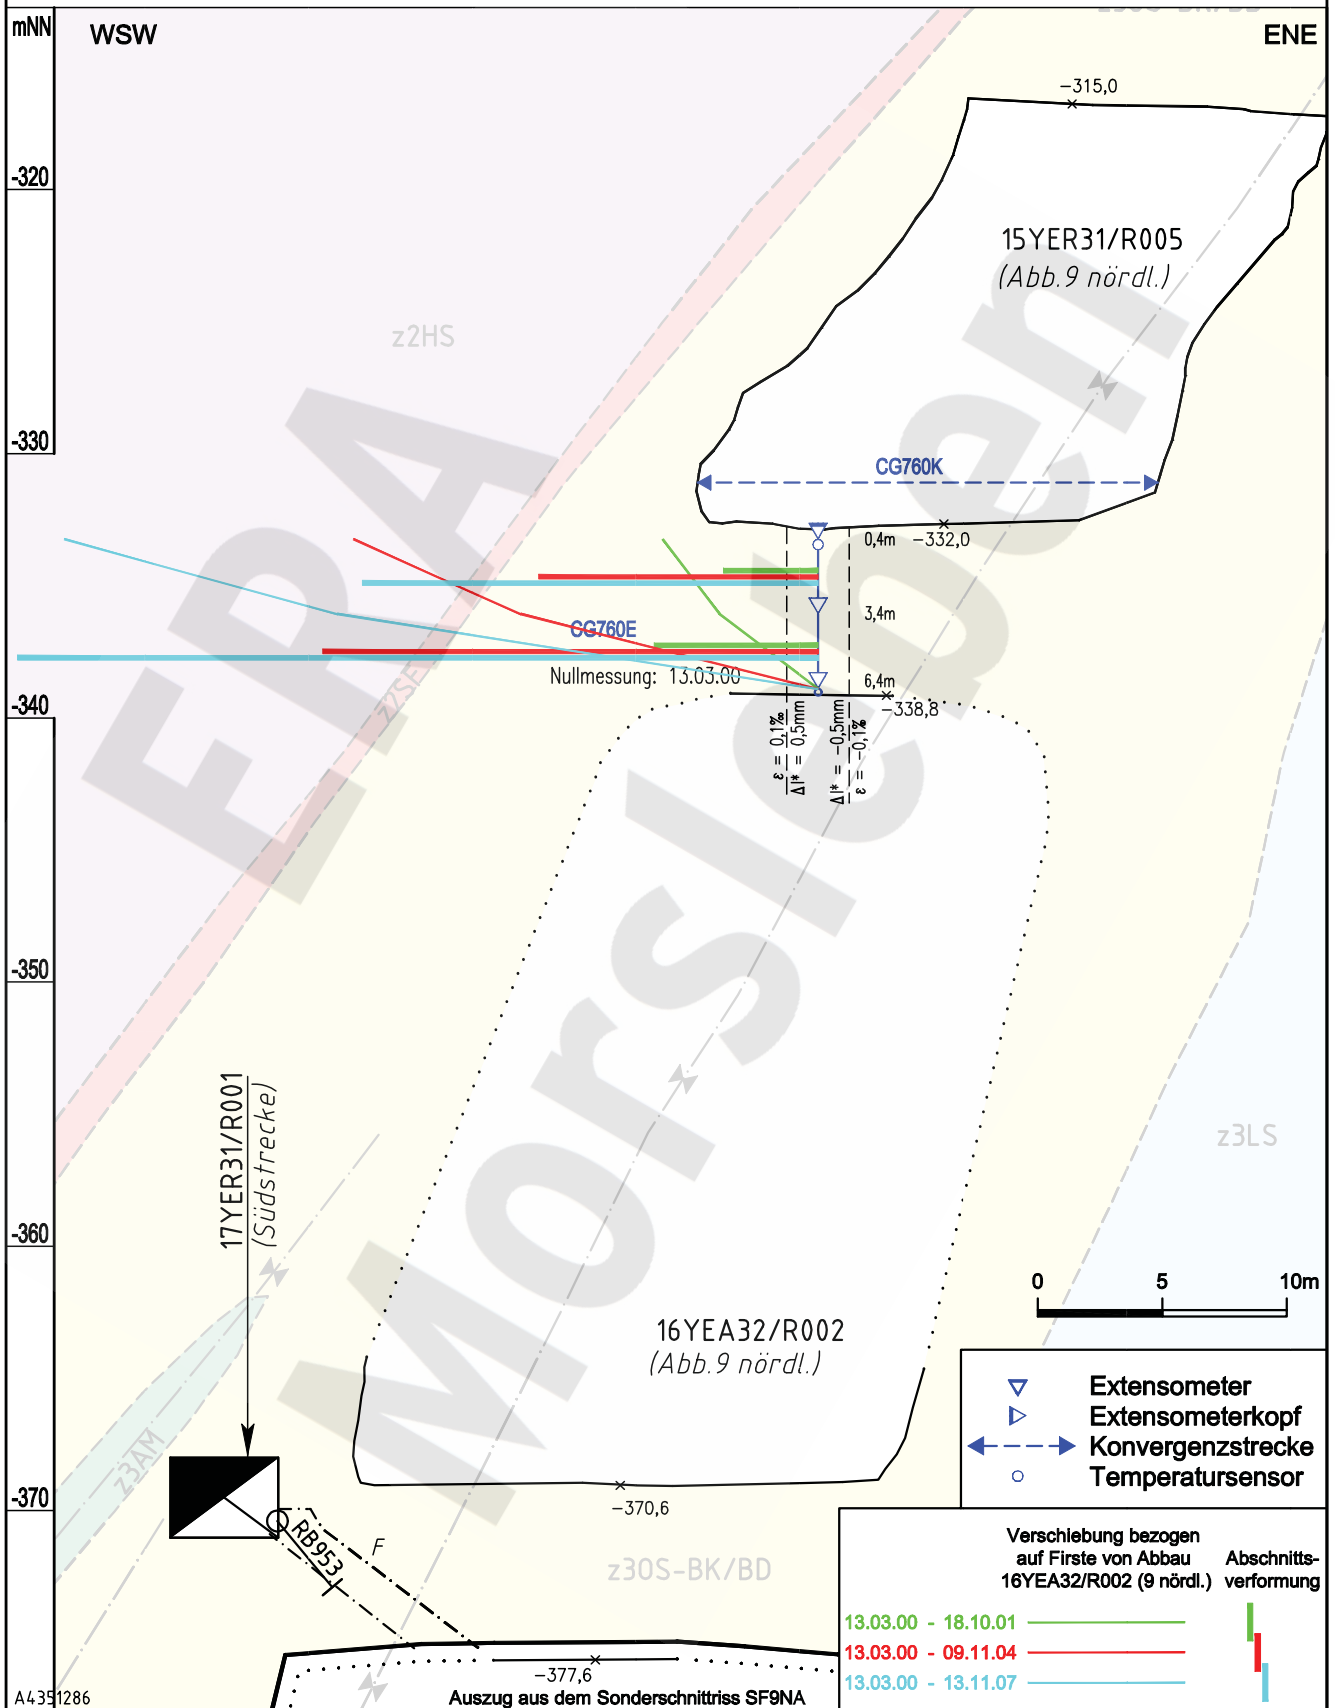 mNN
WSW
ENE
-315,0
-320
15YER31/R005
(Abb.9 nördl.)
z2HS
-330
CG760K
0,4m
-332,0
3,4m
CG760E
Nullmessung: 13.03.00
6,4m
z2SF
-340
-338,8
ε = 0,1‰
Δl* = 0,5mm
Δl* = -0,5mm
ε = -0,1‰
ERA Morsleben
-350
17YER31/R001
(Südstrecke)
z3LS
-360
0 5 10m
16YEA32/R002
(Abb.9 nördl.)
z3AM
Extensometer
Extensometerkopf
Konvergenzstrecke
Temperatursensor
-370
-370,6
RB953
F
z3OS-BK/BD
Verschiebung bezogen
auf Firste von Abbau
16YEA32/R002 (9 nördl.)
Abschnitts-
verformung
13.03.00 - 18.10.01
13.03.00 - 09.11.04
13.03.00 - 13.11.07
-377,6
A4351286
Auszug aus dem Sonderschnittriss SF9NA